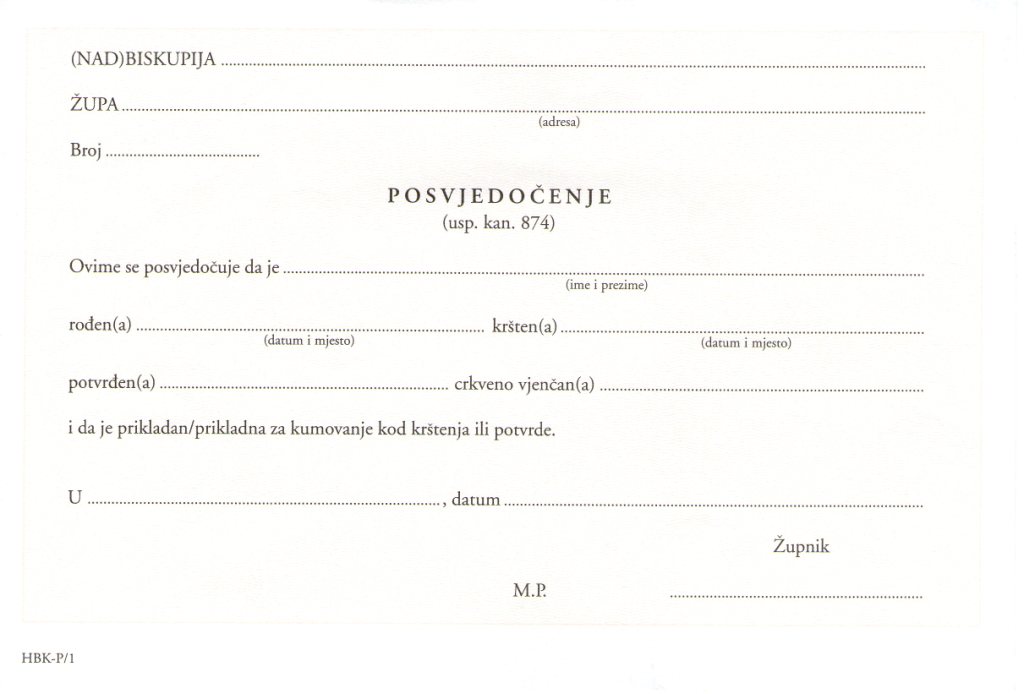 (NAD)BISKUPIJA ........................................
ŽUPA ........................................
(adresa)
Broj ........................................
POSVJEDOČENJE
(usp. kan. 874)
Ovime se posvjedočuje da je ........................................
(ime i prezime)
rođen(a) ........................................ kršten(a) ........................................
(datum i mjesto) (datum i mjesto)
potvrđen(a) ........................................ crkveno vjenčan(a) ........................................
i da je prikladan/prikladna za kumovanje kod krštenja ili potvrde.
U ........................................, datum ........................................
Župnik
M.P. ........................................
HBK-P/1